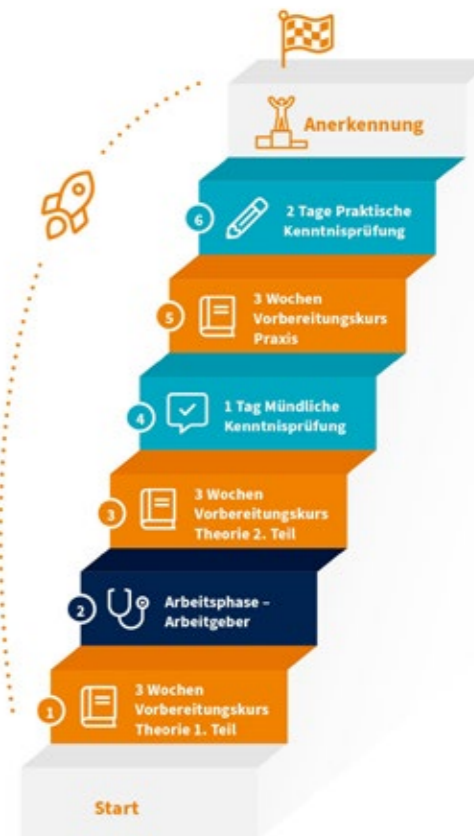 Anerkennung
6
2 Tage Praktische
Kenntnisprüfung
5
3 Wochen
Vorbereitungskurs
Praxis
4
1 Tag Mündliche
Kenntnisprüfung
3
3 Wochen
Vorbereitungskurs
Theorie 2. Teil
2
Arbeitsphase –
Arbeitgeber
1
3 Wochen
Vorbereitungskurs
Theorie 1. Teil
Start